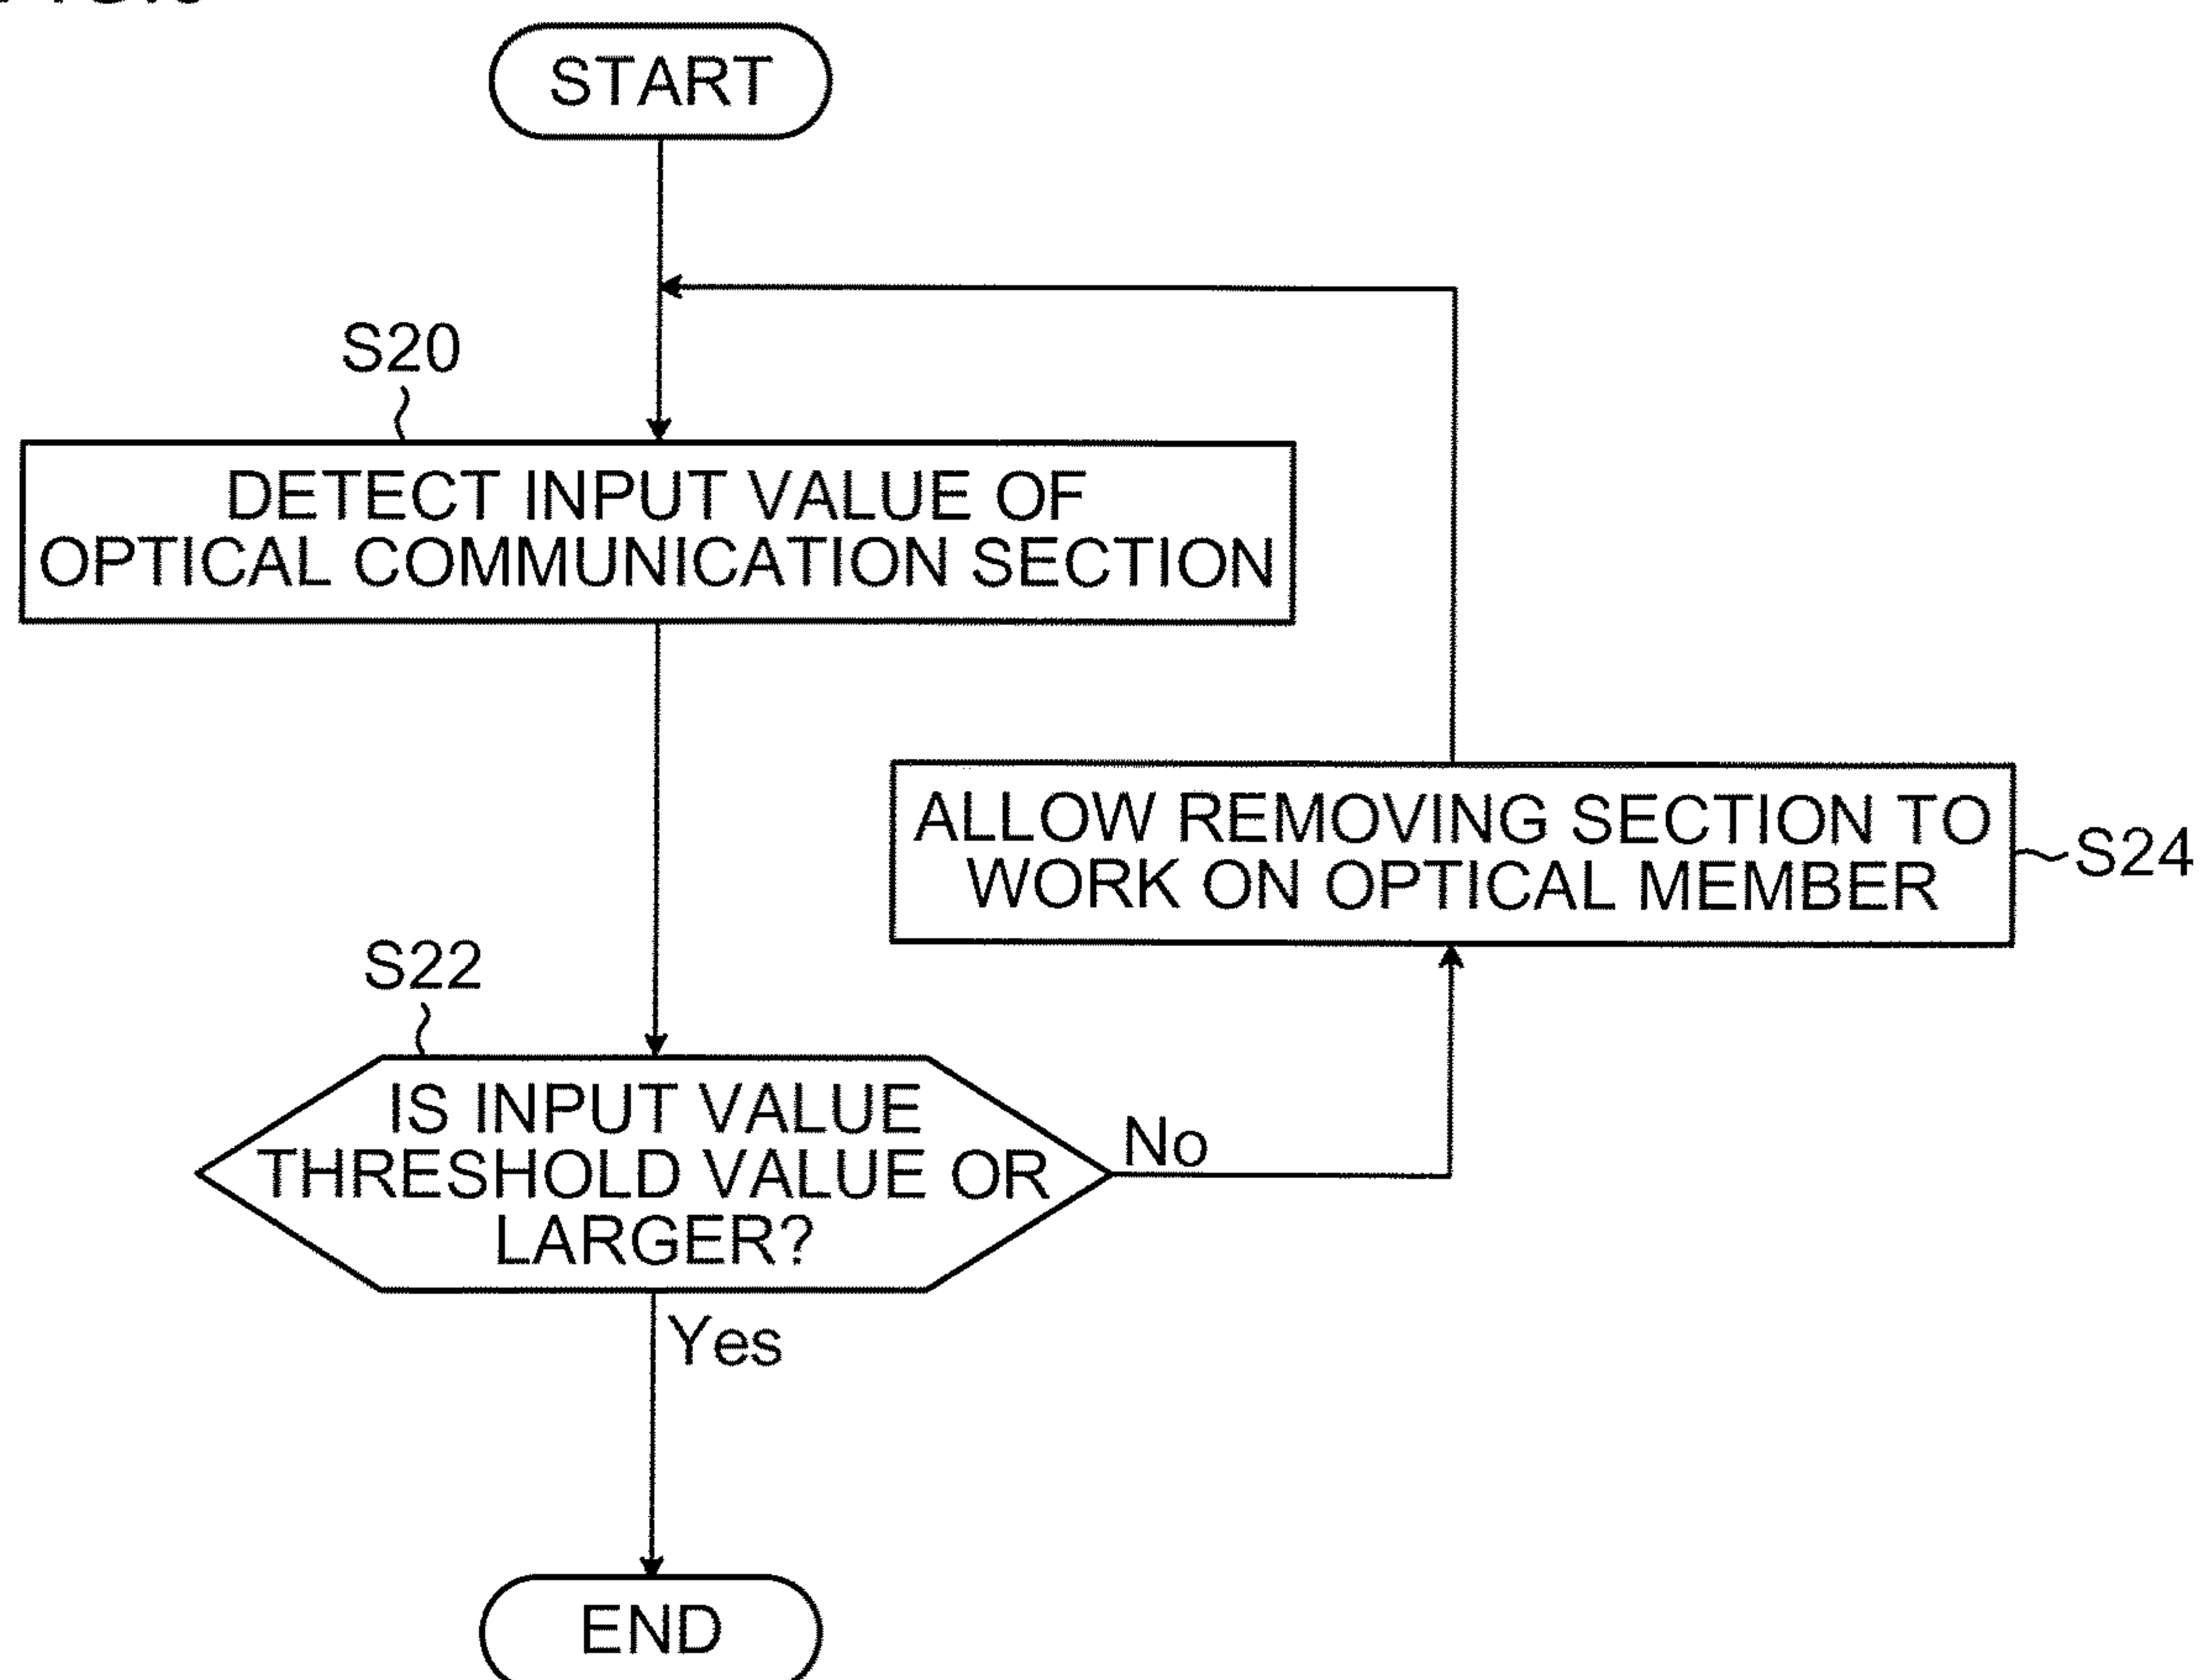 START
S20
DETECT INPUT VALUE OF
OPTICAL COMMUNICATION SECTION
ALLOW REMOVING SECTION TO
WORK ON OPTICAL MEMBER
S24
S22
IS INPUT VALUE
THRESHOLD VALUE OR
LARGER?
No
Yes
END